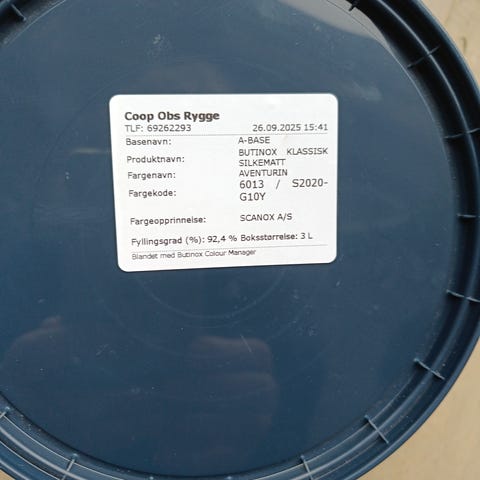 Coop Obs Rygge
TLF: 69262293 26.09.2025 15:41
Basenavn: A-BASE
Produktnavn: BUTINOX KLASSISK
SILKEMATT
Fargenavn: AVENTURIN
Fargekode: 6013 / S2020-
G10Y
Fargeopprinnelse: SCANOX A/S
Fyllingsgrad (%): 92,4 % Boksstørrelse: 3 L
Blandet med Butinox Colour Manager